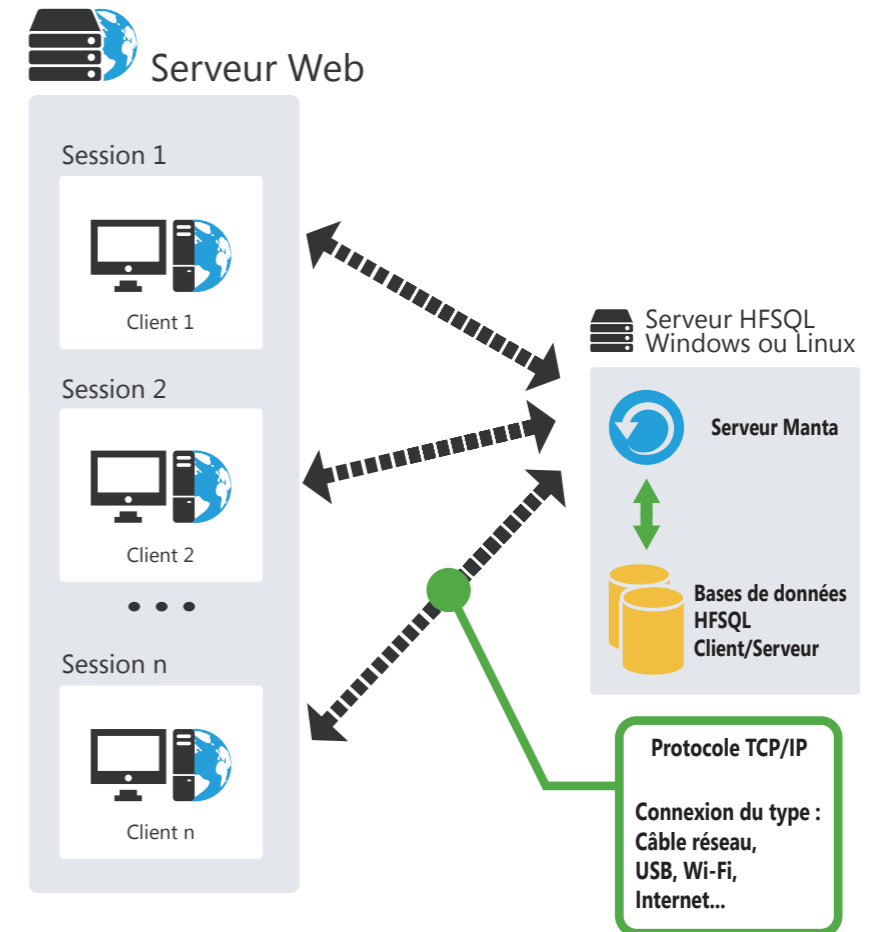 Serveur Web
Session 1
Client 1
Session 2
Client 2
Session n
Client n
Serveur HFSQL
Windows ou Linux
Serveur Manta
Bases de données
HFSQL
Client/Serveur
Protocole TCP/IP
Connexion du type :
Câble réseau,
USB, Wi-Fi,
Internet...